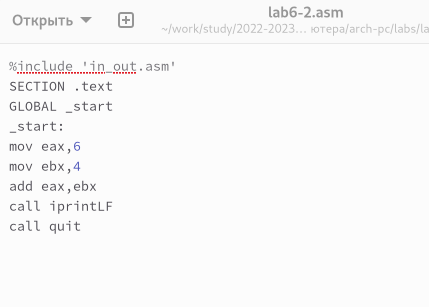 Открыть
lab6-2.asm
~/work/study/2022-2023… ютера/arch-pc/labs/la
%include 'in_out.asm'
SECTION .text
GLOBAL _start
_start:
mov eax,6
mov ebx,4
add eax,ebx
call iprintLF
call quit